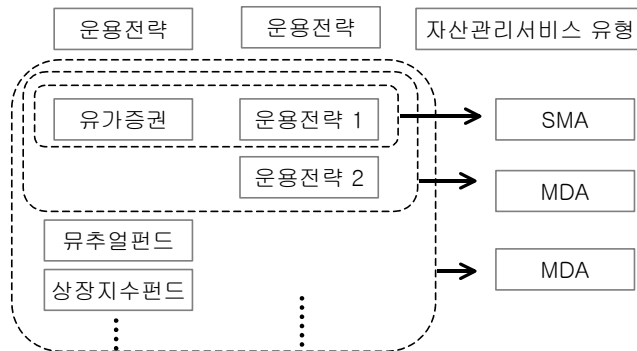 운용전략 운용전략 자산관리서비스 유형
유가증권 운용전략 1 SMA
운용전략 2 MDA
뮤추얼펀드
MDA
상장지수펀드